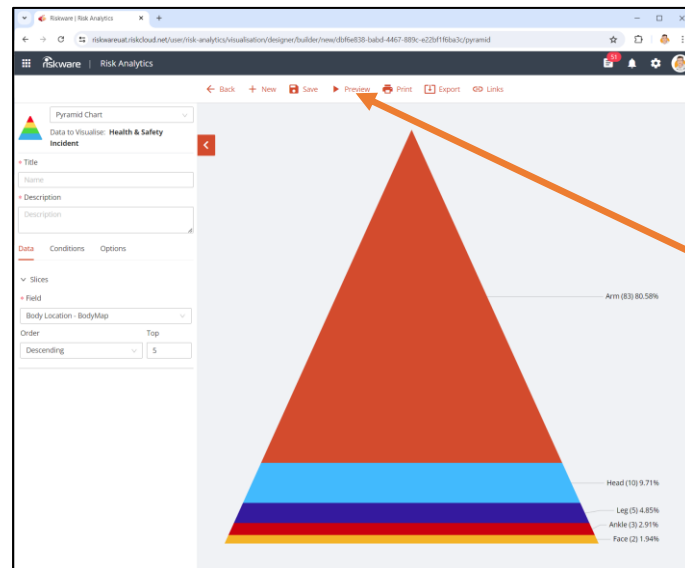 Riskware | Risk Analytics
riskwareuat.riskcloud.net/user/risk-analytics/visualisation/designer/builder/new/dbf6e838-babd-4467-889c-e22bf1f6ba3c/pyramid
riskware | Risk Analytics
51
Back New Save Preview Print Export Links
Pyramid Chart
Data to Visualise: Health & Safety
Incident
* Title
Name
* Description
Description
Data Conditions Options
Slices
* Field
Body Location - BodyMap
Order Top
Descending 5
Arm (83) 80.58%
Head (10) 9.71%
Leg (5) 4.85%
Ankle (3) 2.91%
Face (2) 1.94%